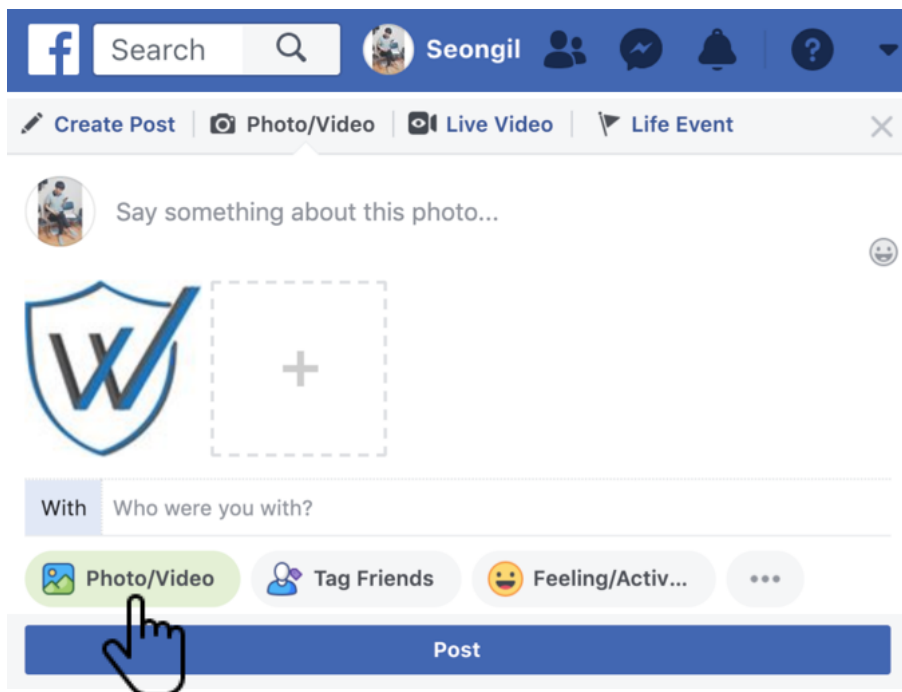 f Search Seongil ?
Create Post Photo/Video Live Video Life Event
Say something about this photo...
W
With Who were you with?
Photo/Video Tag Friends Feeling/Activ...
Post